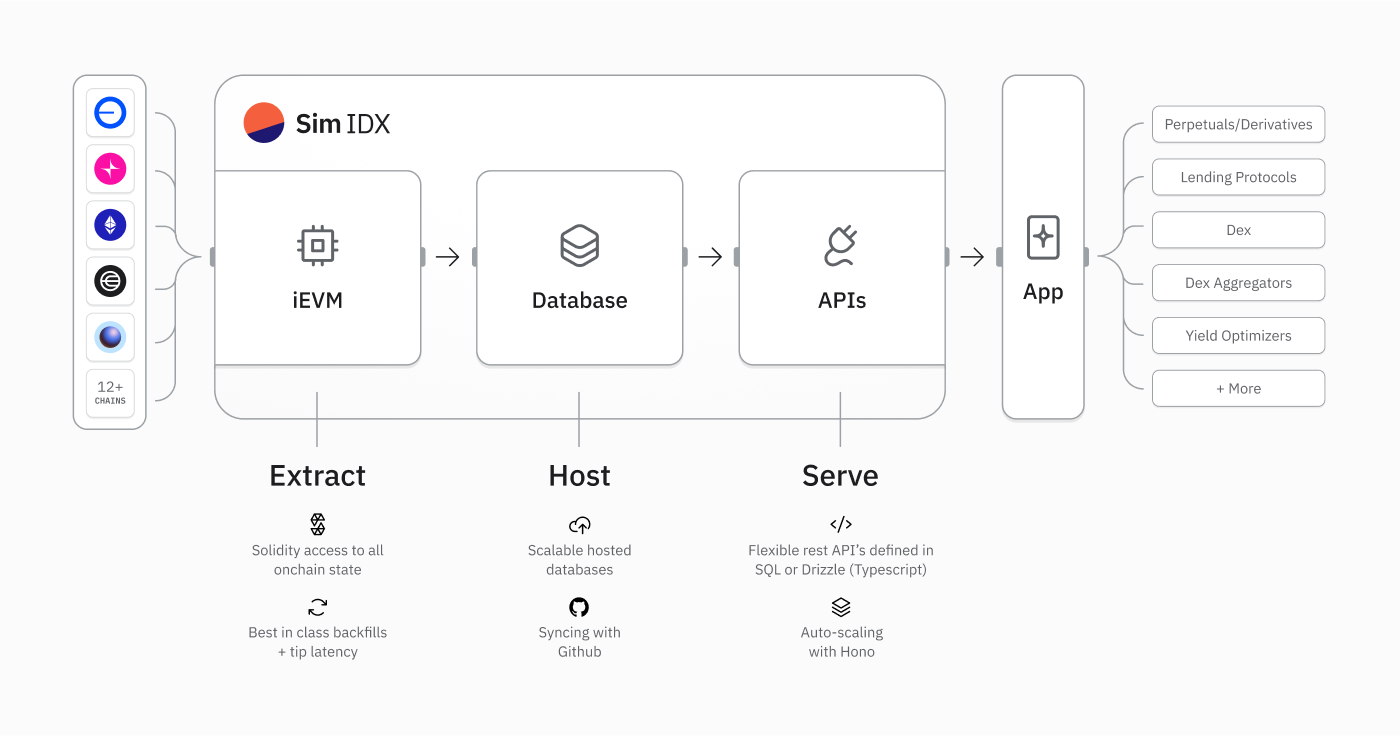 Sim IDX
12+
CHAINS
iEVM
Database
APIs
App
Perpetuals/Derivatives
Lending Protocols
Dex
Dex Aggregators
Yield Optimizers
+ More
Extract
Solidity access to all
onchain state
Best in class backfills
+ tip latency
Host
Scalable hosted
databases
Syncing with
Github
Serve
Flexible rest API’s defined in
SQL or Drizzle (Typescript)
Auto-scaling
with Hono